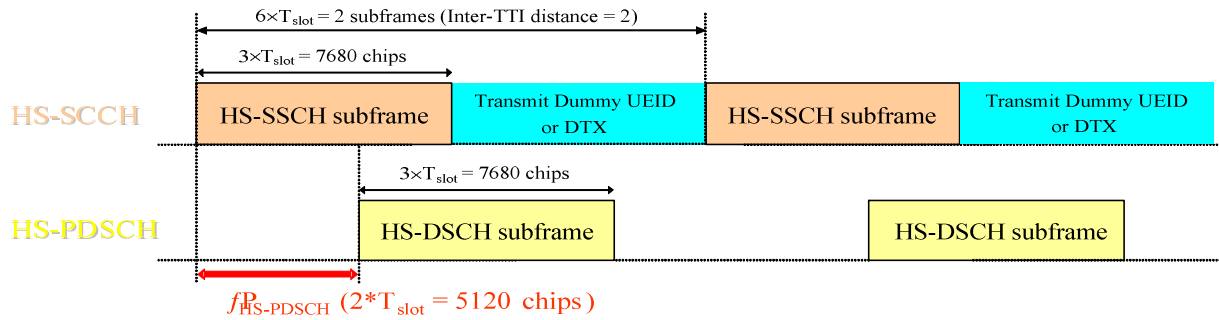 6×Tslot = 2 subframes (Inter-TTI distance = 2)
3×Tslot = 7680 chips
HS-SCCH
HS-SSCH subframe
Transmit Dummy UEID
or DTX
HS-SSCH subframe
Transmit Dummy UEID
or DTX
3×Tslot = 7680 chips
HS-PDSCH
HS-DSCH subframe
HS-DSCH subframe
fPHS-PDSCH (2*Tslot = 5120 chips)